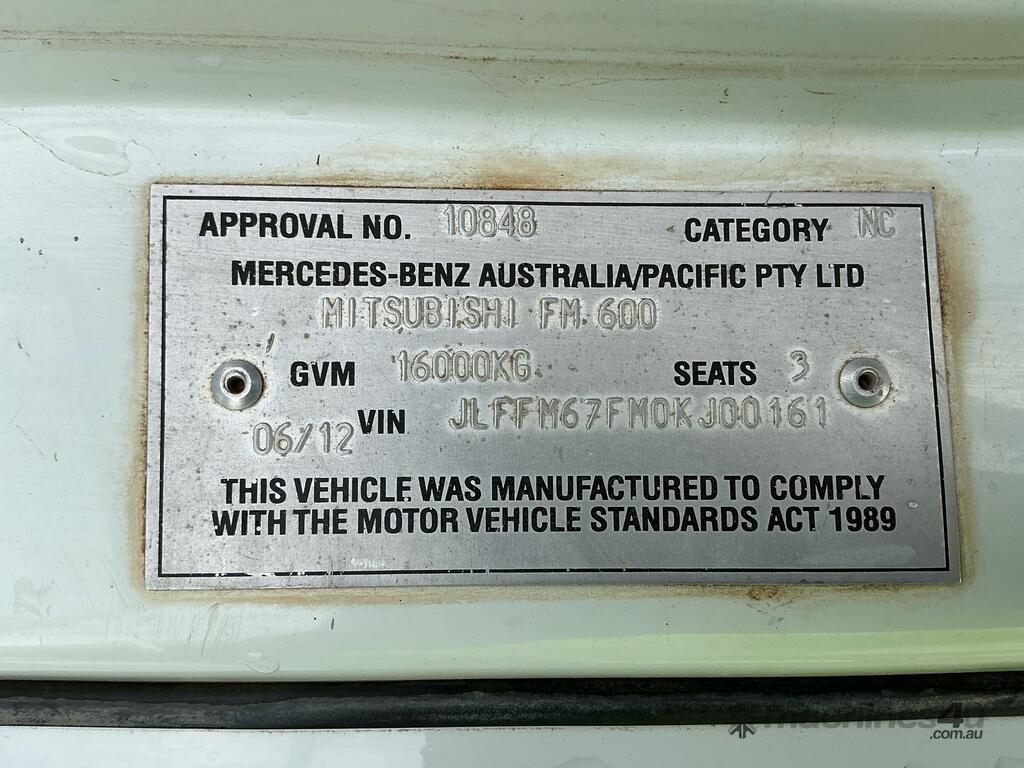 APPROVAL NO. 10848 CATEGORY NC
MERCEDES-BENZ AUSTRALIA/PACIFIC PTY LTD
MITSUBISHI FM 600
GVM 16000KG SEATS 3
06/12 VIN JLFFM67FM0KJ00161
THIS VEHICLE WAS MANUFACTURED TO COMPLY
WITH THE MOTOR VEHICLE STANDARDS ACT 1989
machines4u
.com.au